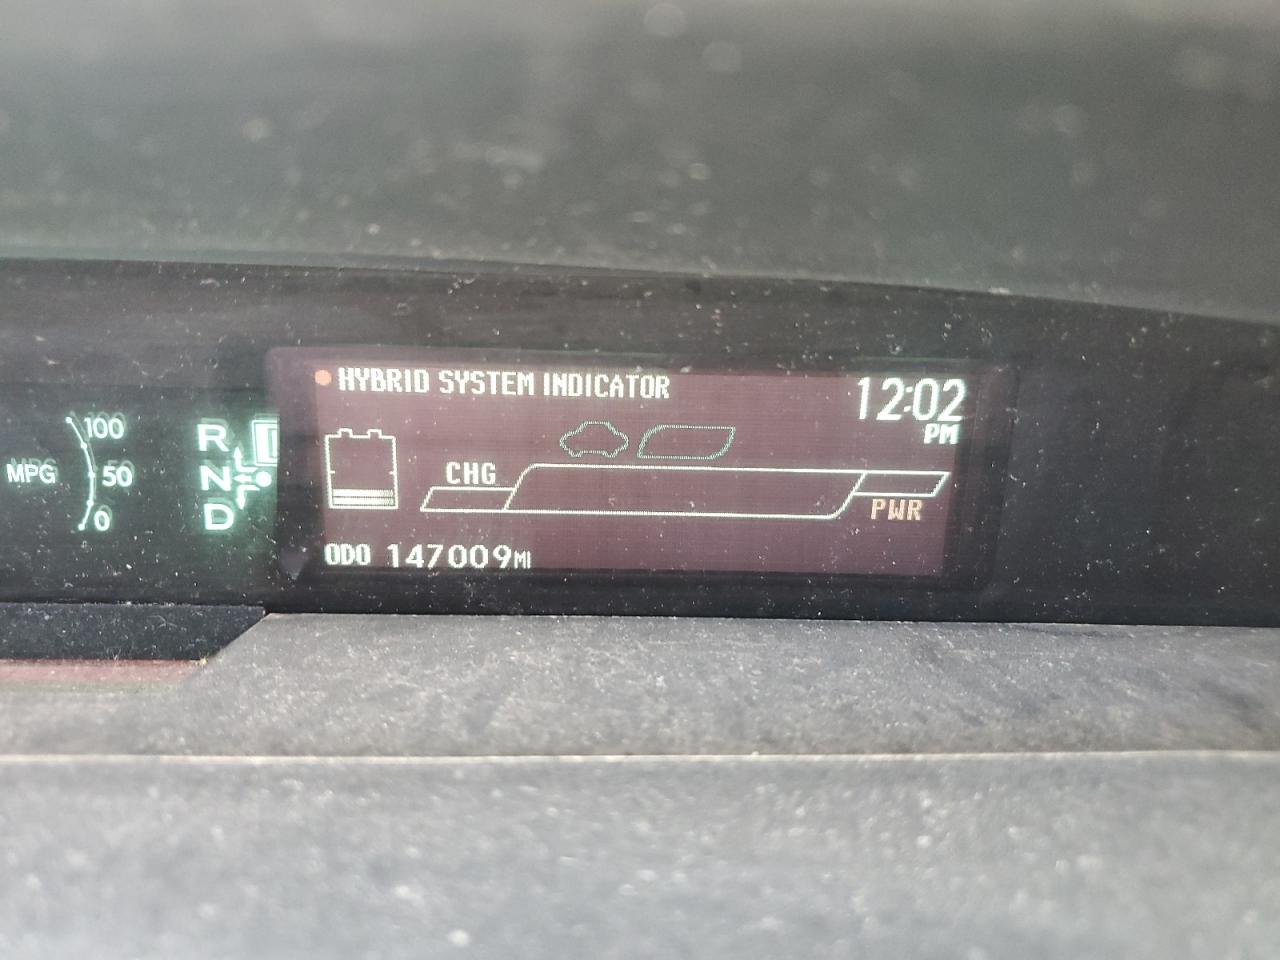 HYBRID SYSTEM INDICATOR
12:02
PM
100
MPG
50
0
R
N
D
CHG
PWR
ODO 147009MI